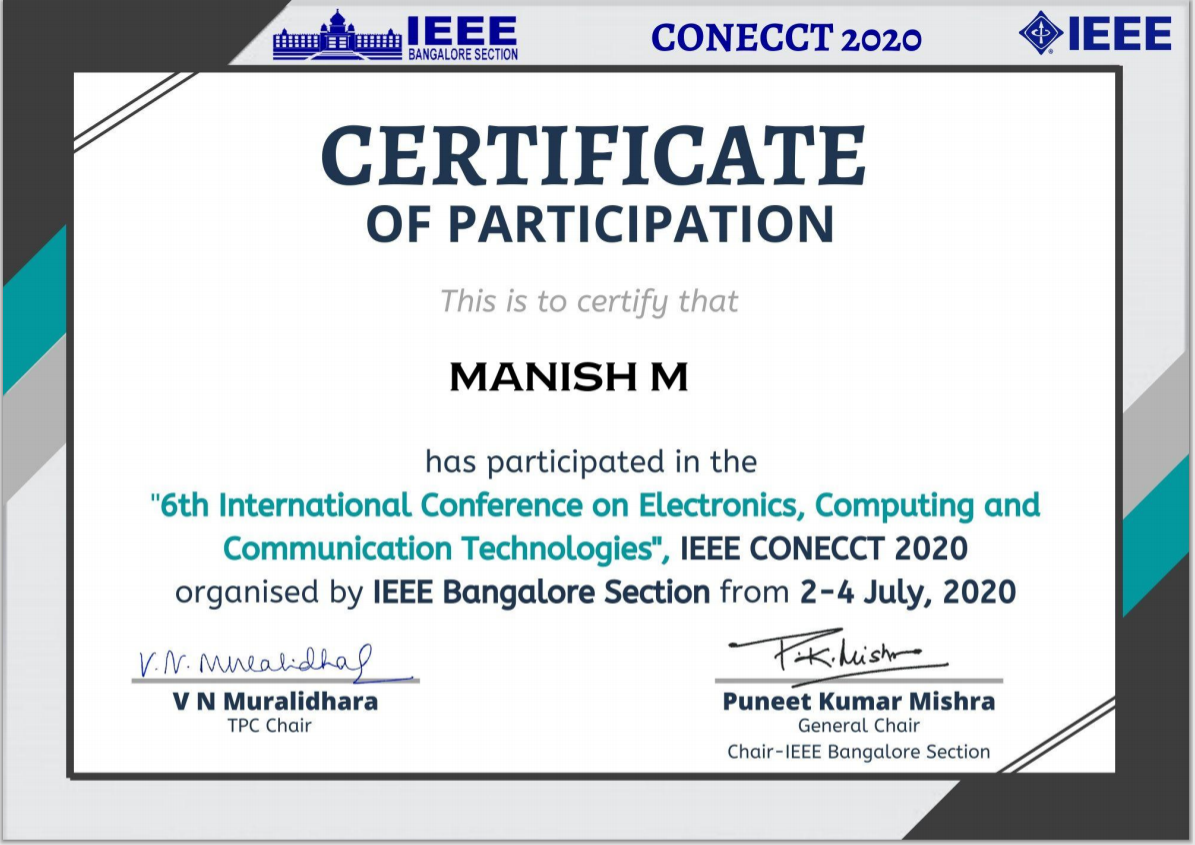 IEEE
BANGALORE SECTION
CONECCT 2020
IEEE
CERTIFICATE
OF PARTICIPATION
This is to certify that
MANISH M
has participated in the
"6th International Conference on Electronics, Computing and
Communication Technologies", IEEE CONECCT 2020
organised by IEEE Bangalore Section from 2-4 July, 2020
V.N. Muralidhar
P.K. Mishra
V N Muralidhara
Puneet Kumar Mishra
TPC Chair
General Chair
Chair-IEEE Bangalore Section